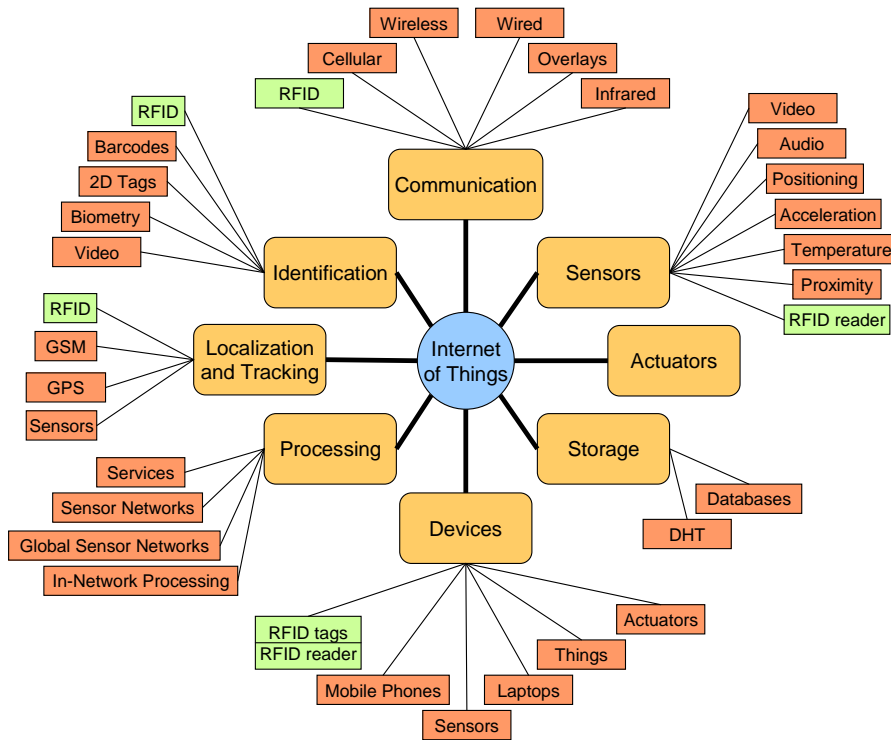 Wireless
Wired
Cellular
Overlays
RFID
Infrared
Communication
RFID
Barcodes
2D Tags
Biometry
Video
Identification
Video
Audio
Positioning
Acceleration
Temperature
Proximity
RFID reader
Sensors
RFID
GSM
GPS
Sensors
Localization
and Tracking
Internet
of Things
Actuators
Processing
Services
Sensor Networks
Global Sensor Networks
In-Network Processing
Storage
Databases
DHT
Devices
RFID tags
RFID reader
Mobile Phones
Sensors
Laptops
Things
Actuators